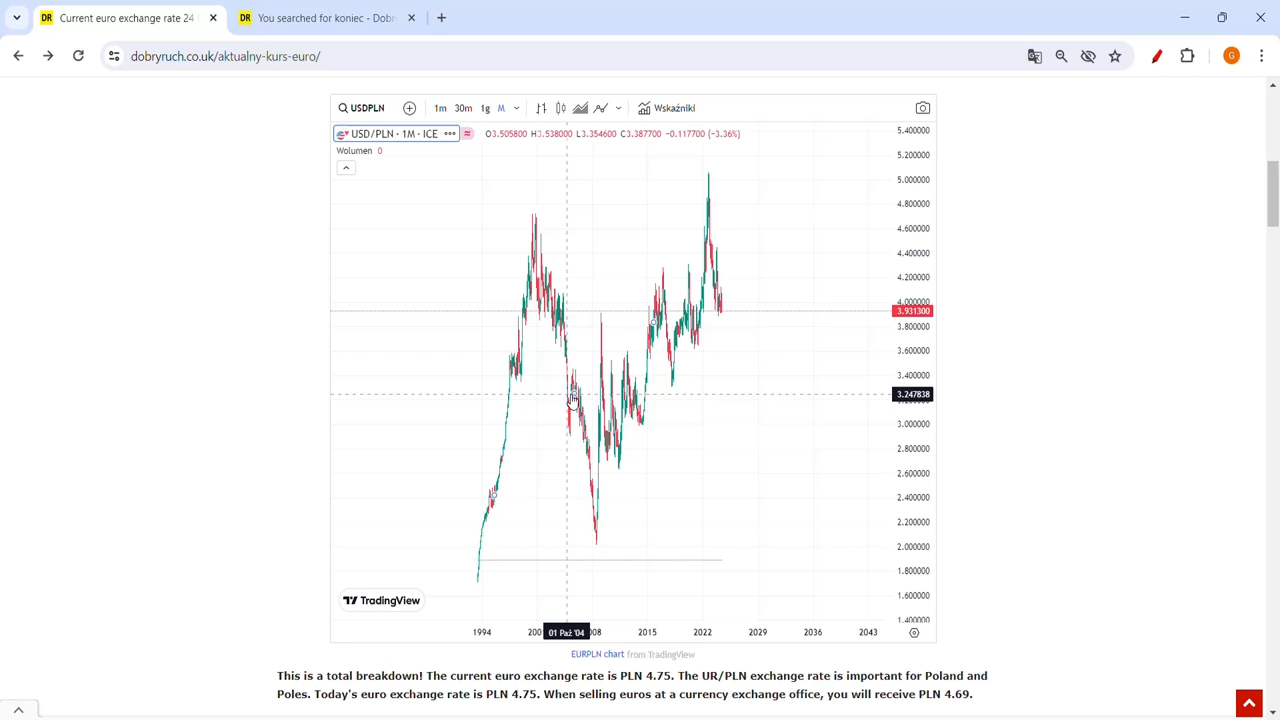 DR Current euro exchange rate 24
DR You searched for koniec - Dobr
dobryruch.co.uk/aktualny-kurs-euro/
G
USDPLN 1m 30m 1g M Wskaźniki
USD/PLN · 1M · ICE O3.505800 H3.538000 L3.354600 C3.387700 −0.117700 (−3.36%)
Wolumen 0
5.400000
5.200000
5.000000
4.800000
4.600000
4.400000
4.200000
4.000000
3.931300
3.800000
3.600000
3.400000
3.247838
3.000000
2.800000
2.600000
2.400000
2.200000
2.000000
1.800000
1.600000
1.400000
TradingView
1994 200 01 Paź '04 008 2015 2022 2029 2036 2043
EURPLN chart from TradingView
This is a total breakdown! The current euro exchange rate is PLN 4.75. The UR/PLN exchange rate is important for Poland and
Poles. Today's euro exchange rate is PLN 4.75. When selling euros at a currency exchange office, you will receive PLN 4.69.